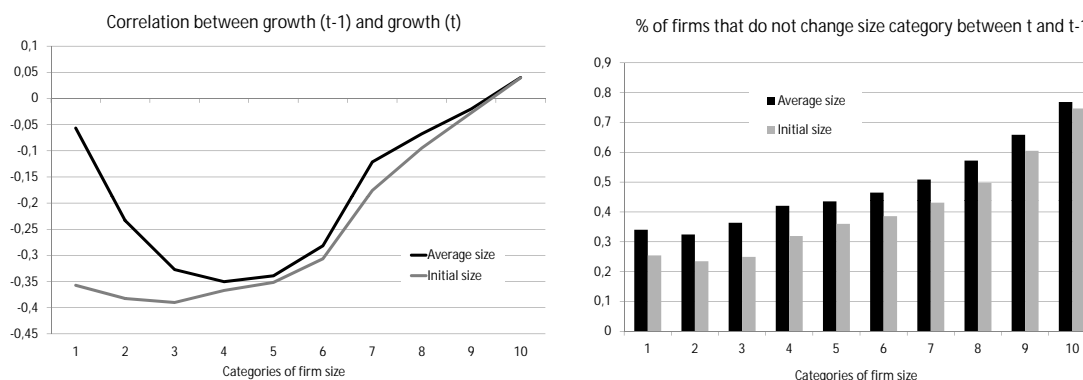 Correlation between growth (t-1) and growth (t)
0,1
0,05
0
-0,05
-0,1
-0,15
-0,2
-0,25
-0,3
-0,35
-0,4
-0,45
Average size
Initial size
1 2 3 4 5 6 7 8 9 10
Categories of firm size
% of firms that do not change size category between t and t-1
0,9
0,8
0,7
0,6
0,5
0,4
0,3
0,2
0,1
0
Average size
Initial size
1 2 3 4 5 6 7 8 9 10
Categories of firm size